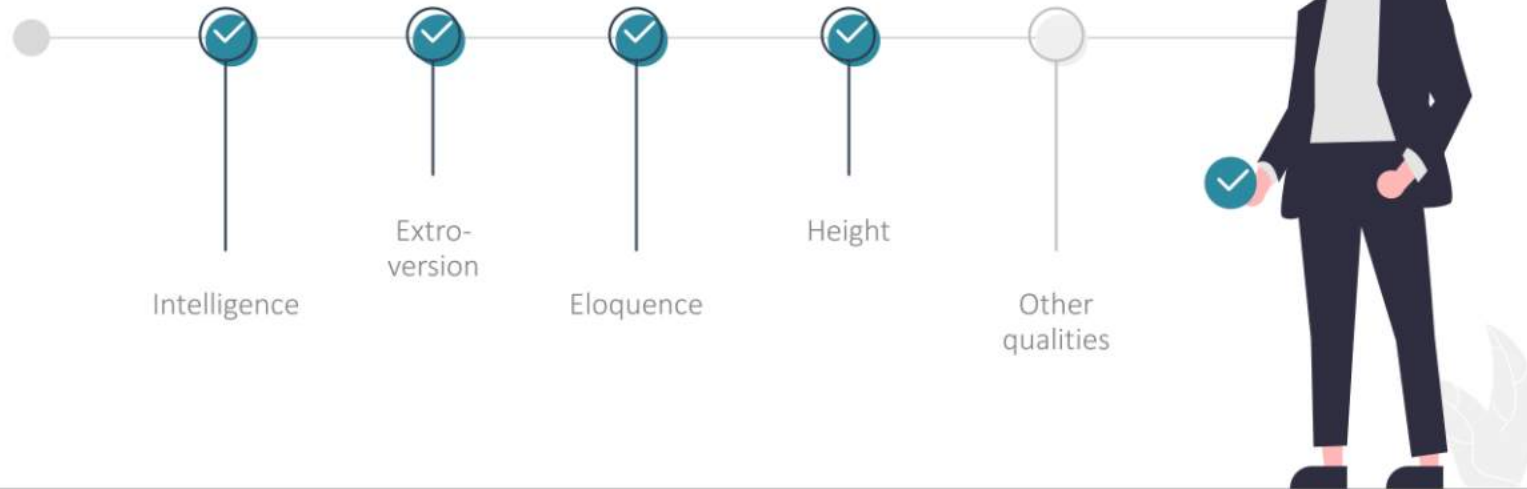 Intelligence
Extro-
version
Eloquence
Height
Other
qualities